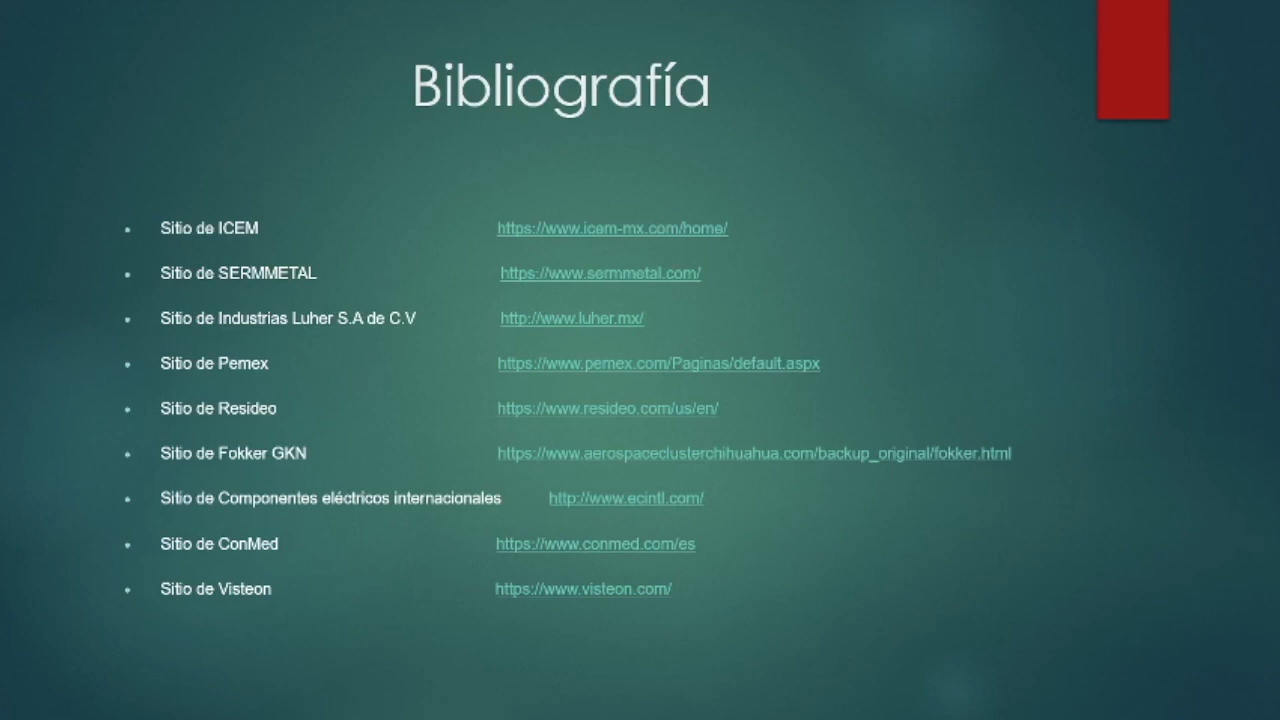 Bibliografía
• Sitio de ICEM https://www.icem-mx.com/home/
• Sitio de SERMMETAL https://www.sermmetal.com/
• Sitio de Industrias Luher S.A de C.V http://www.luher.mx/
• Sitio de Pemex https://www.pemex.com/Paginas/default.aspx
• Sitio de Resideo https://www.resideo.com/us/en/
• Sitio de Fokker GKN https://www.aerospaceclusterchihuahua.com/backup_original/fokker.html
• Sitio de Componentes eléctricos internacionales http://www.ecintl.com/
• Sitio de ConMed https://www.conmed.com/es
• Sitio de Visteon https://www.visteon.com/